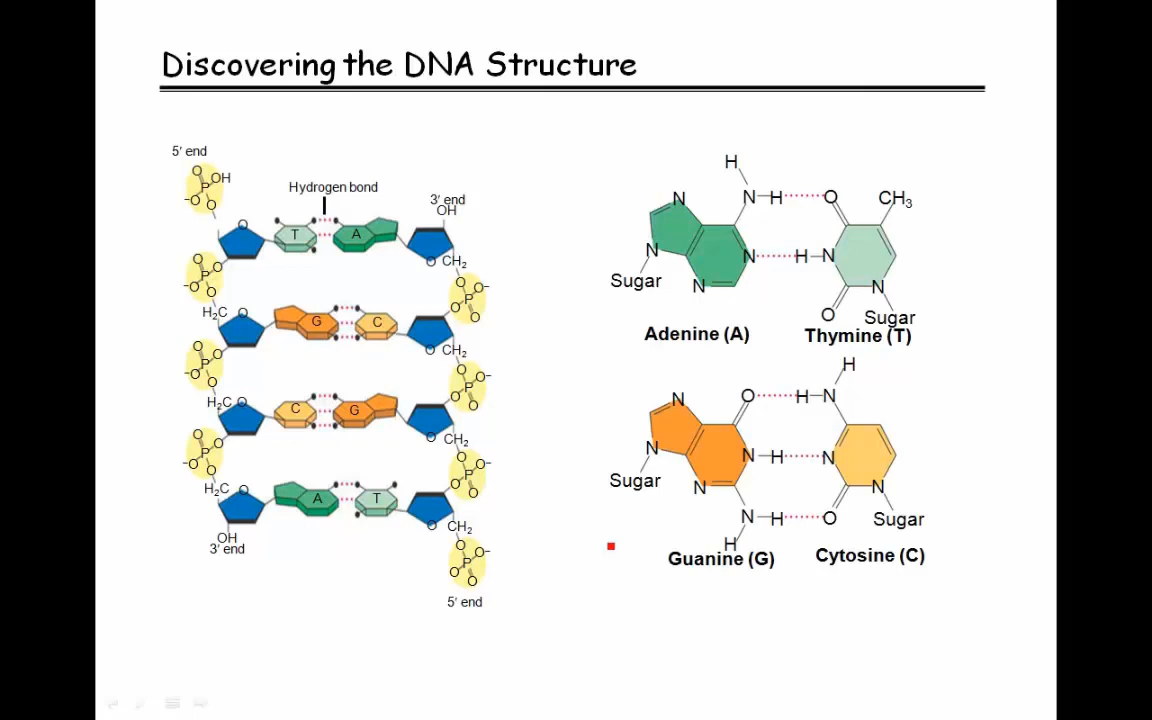 Discovering the DNA Structure
5′ end
O
OH
P
⁻O
O
Hydrogen bond
3′ end
OH
O
T
A
O
CH₂
O
O
P
⁻O
O
H₂C
O
O
P
O⁻
O
O
G
C
O
CH₂
O
O
P
⁻O
O
H₂C
O
O
P
O⁻
O
O
C
G
O
CH₂
O
O
P
⁻O
O
H₂C
O
O
P
O⁻
O
O
A
T
O
CH₂
OH
3′ end
O
P
O⁻
O
O
5′ end
H
N
N
H
O
CH₃
N
N
H
N
N
Sugar
O
N
Sugar
Adenine (A)
Thymine (T)
H
O
H
N
N
N
N
H
N
Sugar
N
N
N
H
O
Sugar
H
Guanine (G)
Cytosine (C)